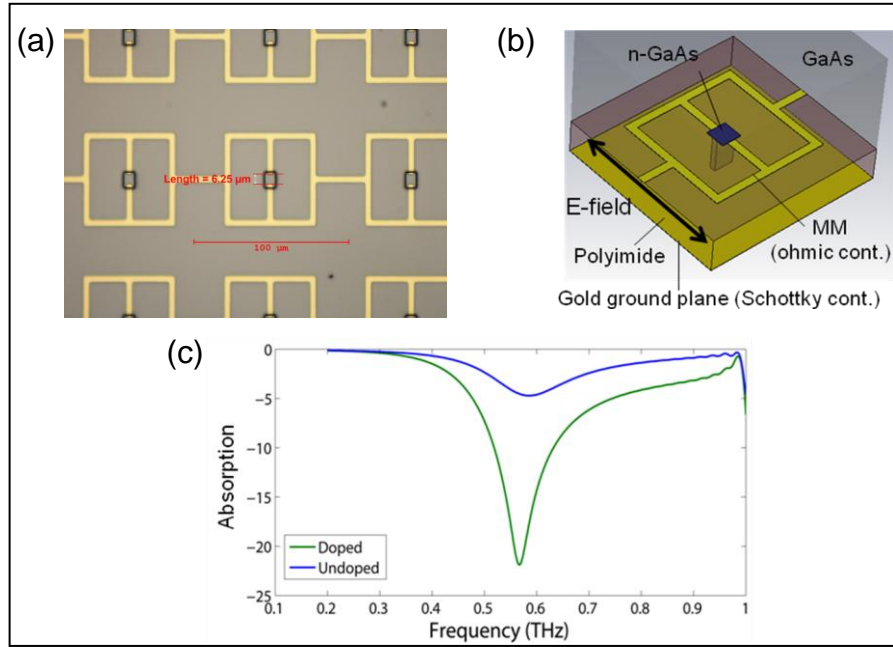 (a)
Length = 6.25 µm
100 µm
(b)
n-GaAs
GaAs
E-field
Polyimide
MM
(ohmic cont.)
Gold ground plane (Schottky cont.)
(c)
Absorption
0
−5
−10
−15
−20
−25
Doped
Undoped
0.1 0.2 0.3 0.4 0.5 0.6 0.7 0.8 0.9 1
Frequency (THz)